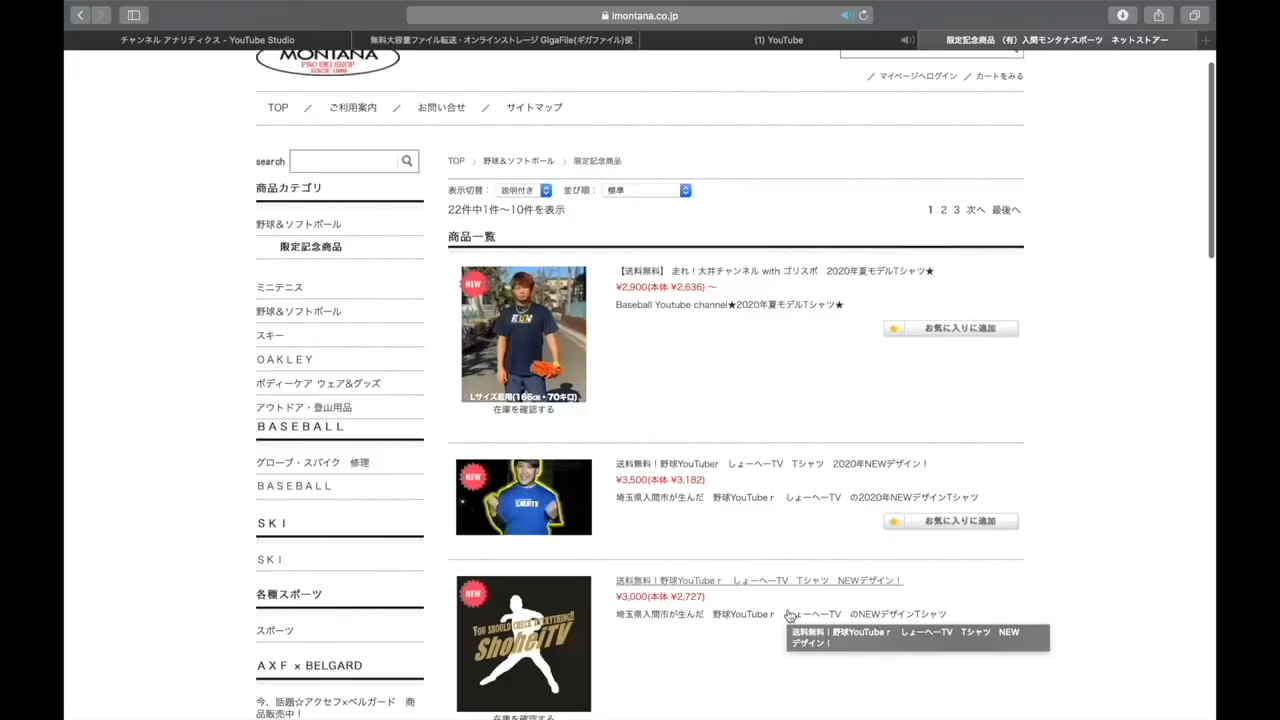 imontana.co.jp
チャンネル アナリティクス - YouTube Studio
無料大容量ファイル転送・オンラインストレージ GigaFile(ギガファイル)便
(1) YouTube
限定記念商品 （有）入間モンタナスポーツ　ネットストアー
MONTANA
PRO SKI SHOP
SINCE 1969
／ マイページへログイン ／ カートをみる
TOP ／ ご利用案内 ／ お問い合せ ／ サイトマップ
search
TOP > 野球＆ソフトボール > 限定記念商品
商品カテゴリ
表示切替： 説明付き 並び順： 標準
22件中1件～10件を表示
1 2 3 次へ 最後へ
野球＆ソフトボール
限定記念商品
商品一覧
ミニテニス
野球＆ソフトボール
スキー
ＯＡＫＬＥＹ
ボディーケア ウェア&グッズ
アウトドア・登山用品
ＢＡＳＥＢＡＬＬ
グローブ・スパイク　修理
ＢＡＳＥＢＡＬＬ
ＳＫＩ
ＳＫＩ
各種スポーツ
スポーツ
ＡＸＦ × BELGARD
今、話題☆アクセフ×ベルガード　商
品販売中！
NEW
Lサイズ着用(166㎝・70キロ)
在庫を確認する
【送料無料】 走れ！大井チャンネル with ゴリスポ　2020年夏モデルTシャツ★
¥2,900(本体 ¥2,636) ～
Baseball Youtube channel★2020年夏モデルTシャツ★
お気に入りに追加
NEW
SHOHEITV
送料無料！野球YouTuber　しょーへーTV　Tシャツ　2020年NEWデザイン！
¥3,500(本体 ¥3,182)
埼玉県入間市が生んだ　野球YouTubeｒ　しょーへーTV　の2020年NEWデザインTシャツ
お気に入りに追加
NEW
YOU SHOULD CHECK EVERYTHING!!
ShoheiTV
在庫を確認する
送料無料！野球YouTubeｒ　しょーへーTV　Tシャツ　NEWデザイン！
¥3,000(本体 ¥2,727)
埼玉県入間市が生んだ　野球YouTubeｒ　しょーへーTV　のNEWデザインTシャツ
送料無料！野球YouTubeｒ　しょーへーTV　Tシャツ　NEW
デザイン！